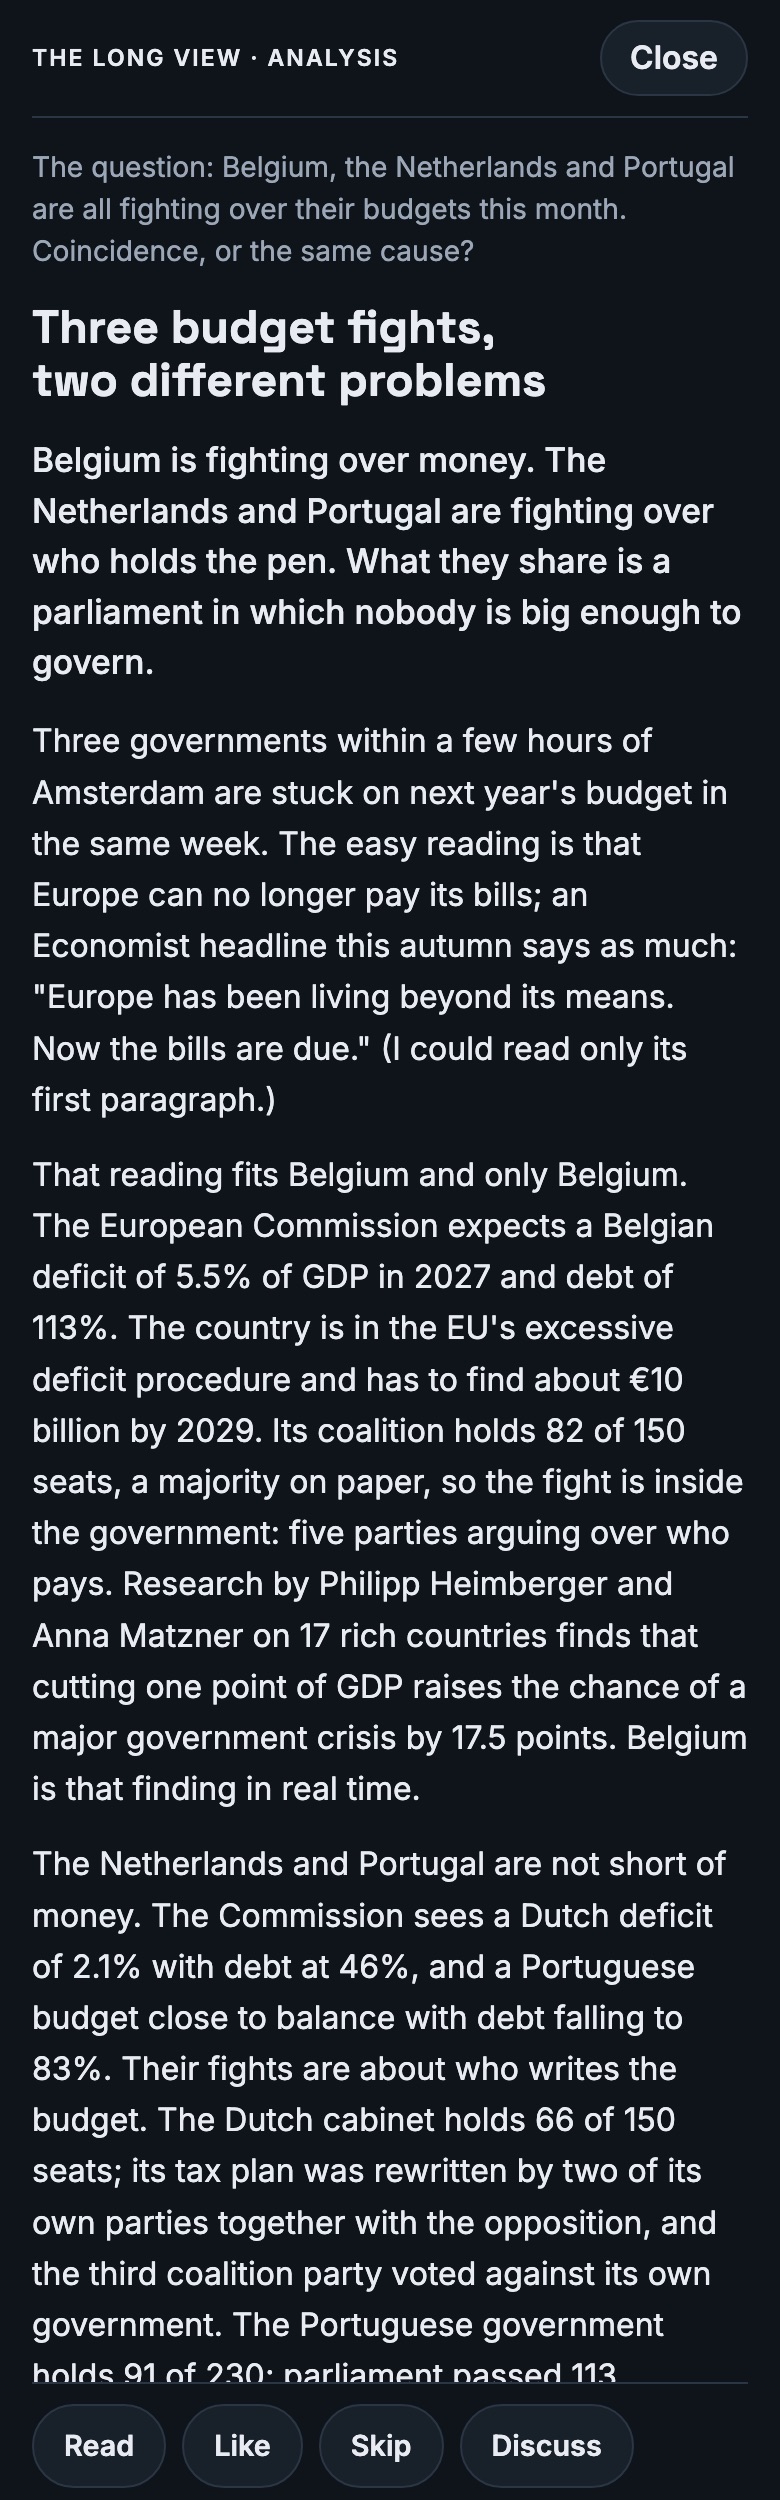 THE LONG VIEW · ANALYSIS
Close
The question: Belgium, the Netherlands and Portugal
are all fighting over their budgets this month.
Coincidence, or the same cause?
Three budget fights,
two different problems
Belgium is fighting over money. The
Netherlands and Portugal are fighting over
who holds the pen. What they share is a
parliament in which nobody is big enough to
govern.
Three governments within a few hours of
Amsterdam are stuck on next year's budget in
the same week. The easy reading is that
Europe can no longer pay its bills; an
Economist headline this autumn says as much:
"Europe has been living beyond its means.
Now the bills are due." (I could read only its
first paragraph.)
That reading fits Belgium and only Belgium.
The European Commission expects a Belgian
deficit of 5.5% of GDP in 2027 and debt of
113%. The country is in the EU's excessive
deficit procedure and has to find about €10
billion by 2029. Its coalition holds 82 of 150
seats, a majority on paper, so the fight is inside
the government: five parties arguing over who
pays. Research by Philipp Heimberger and
Anna Matzner on 17 rich countries finds that
cutting one point of GDP raises the chance of a
major government crisis by 17.5 points. Belgium
is that finding in real time.
The Netherlands and Portugal are not short of
money. The Commission sees a Dutch deficit
of 2.1% with debt at 46%, and a Portuguese
budget close to balance with debt falling to
83%. Their fights are about who writes the
budget. The Dutch cabinet holds 66 of 150
seats; its tax plan was rewritten by two of its
own parties together with the opposition, and
the third coalition party voted against its own
government. The Portuguese government
holds 91 of 230; parliament passed 113
Read
Like
Skip
Discuss